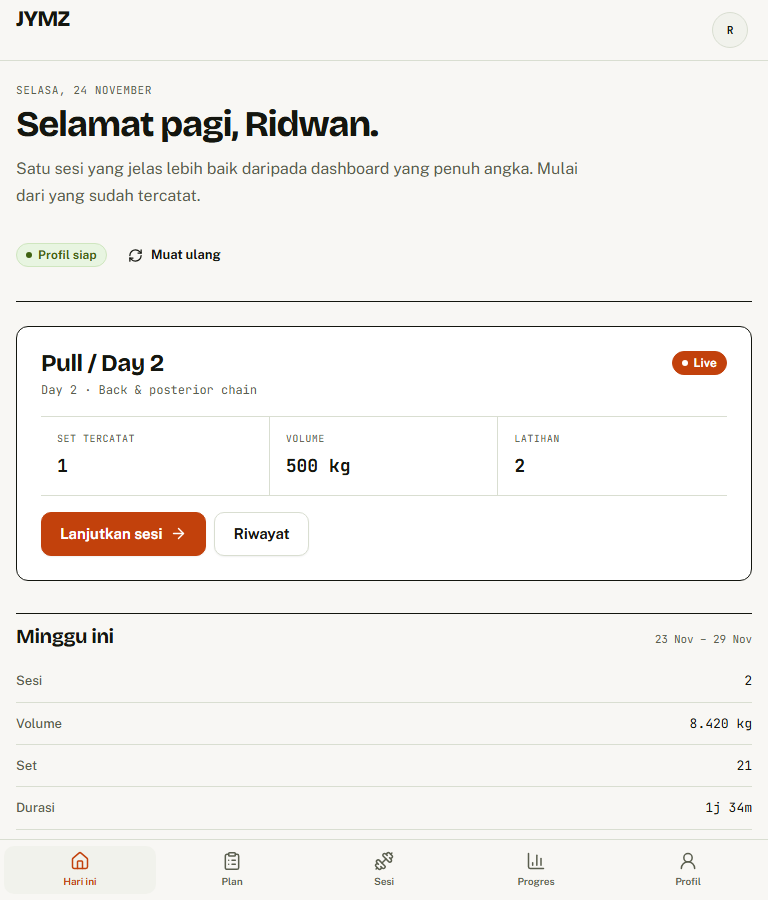 JYMZ
R
SELASA, 24 NOVEMBER
Selamat pagi, Ridwan.
Satu sesi yang jelas lebih baik daripada dashboard yang penuh angka. Mulai
dari yang sudah tercatat.
Profil siap
Muat ulang
Pull / Day 2
Live
Day 2 · Back & posterior chain
SET TERCATAT
1
VOLUME
500 kg
LATIHAN
2
Lanjutkan sesi →
Riwayat
Minggu ini
23 Nov – 29 Nov
Sesi 2
Volume 8.420 kg
Set 21
Durasi 1j 34m
Hari ini
Plan
Sesi
Progres
Profil